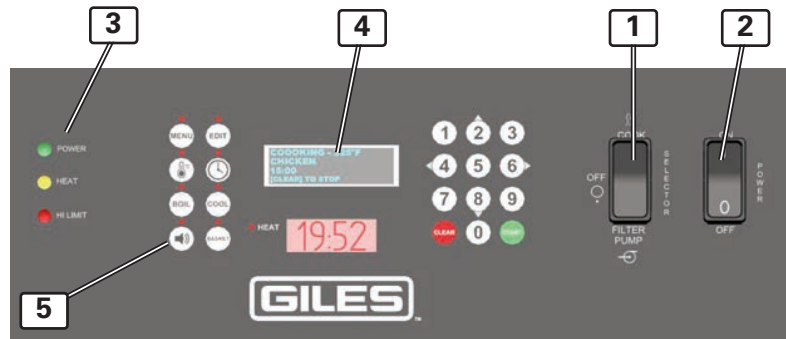 3
4
1
2
POWER
HEAT
HI LIMIT
MENU
EDIT
BOIL
COOL
BASKET
COOOKING - 325°F
CHICKEN
15:00
[CLEAR] TO STOP
HEAT
19:52
1 2 3
4 5 6
7 8 9
CLEAR 0 START
GILES
™
COOK
OFF
FILTER
PUMP
SELECTOR
ON
0
OFF
POWER
5